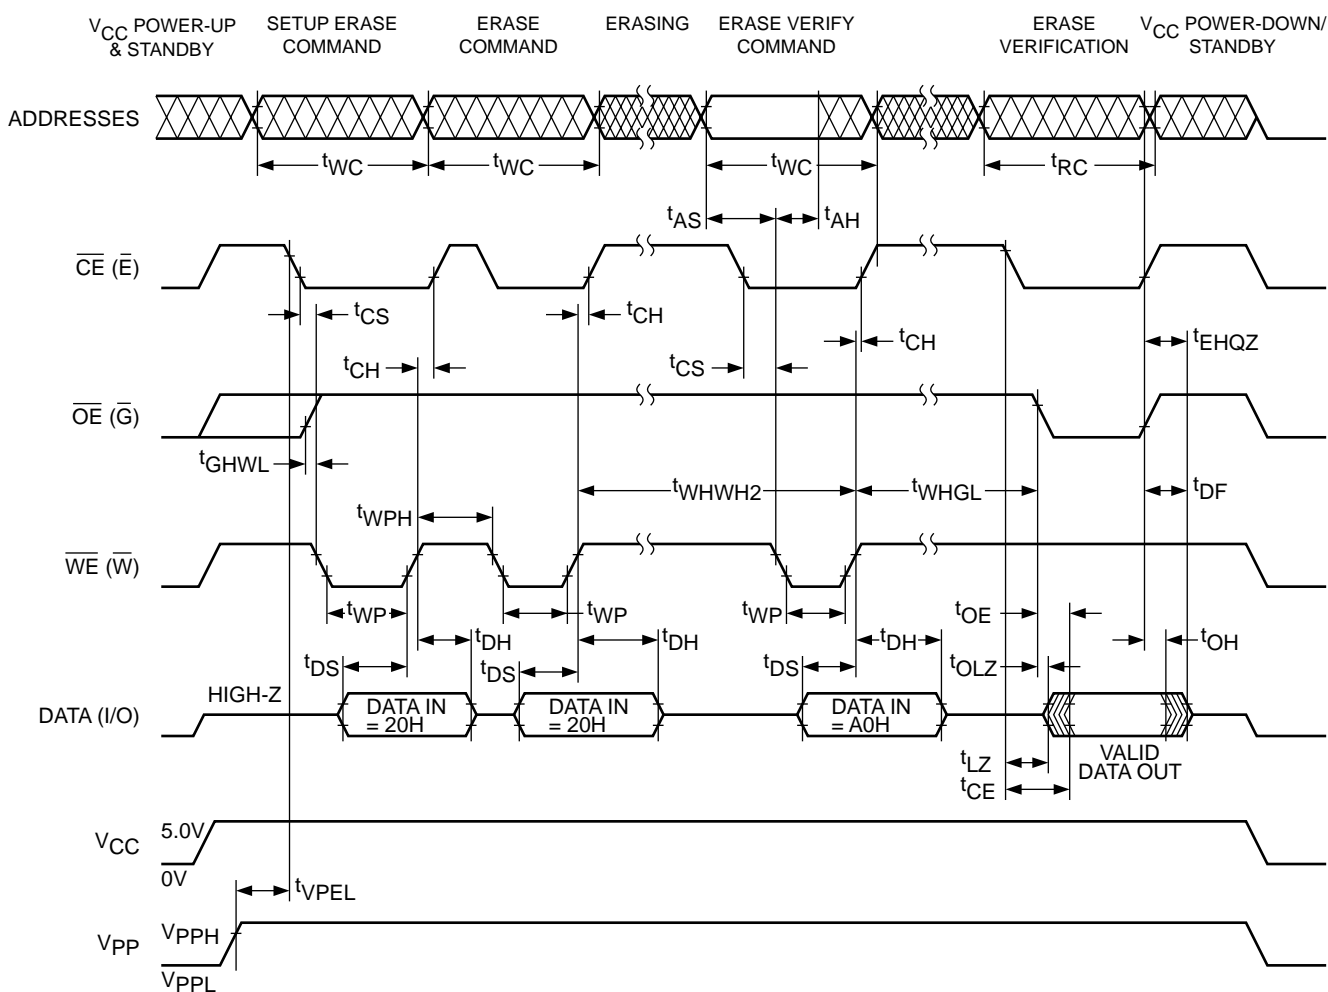 VCC POWER-UP & STANDBY
SETUP ERASE COMMAND
ERASE COMMAND
ERASING
ERASE VERIFY COMMAND
ERASE VERIFICATION
VCC POWER-DOWN/ STANDBY
ADDRESSES
tWC
tWC
tWC
tRC
tAS
tAH
CE (E)
tCS
tCH
tCH
tCS
tCH
tEHQZ
OE (G)
tGHWL
tWHWH2
tWHGL
tDF
tWPH
WE (W)
tWP
tWP
tWP
tOE
tDH
tDH
tDH
tOH
tDS
tDS
tDS
tOLZ
DATA (I/O)
HIGH-Z
DATA IN = 20H
DATA IN = 20H
DATA IN = A0H
VALID DATA OUT
tLZ
tCE
VCC
5.0V
0V
tVPEL
VPP
VPPH
VPPL